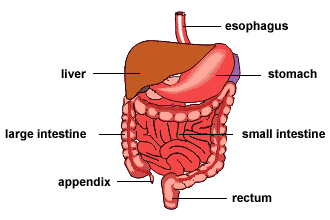 esophagus
liver
stomach
large intestine
small intestine
appendix
rectum